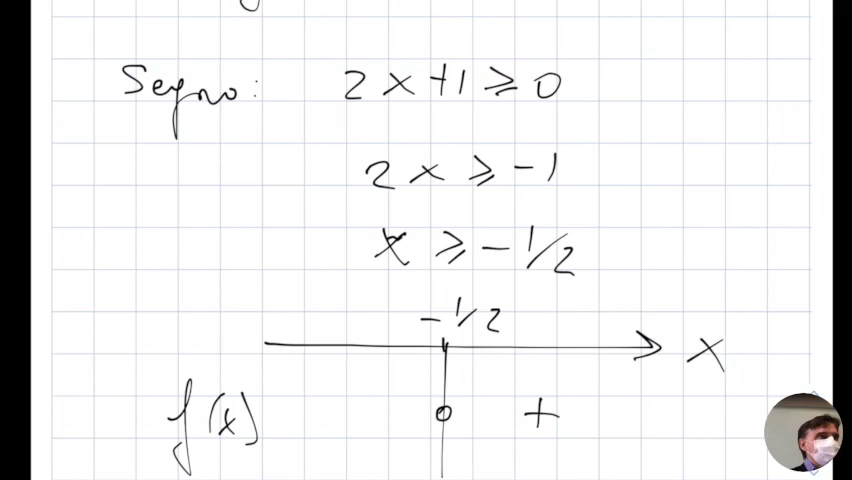 Segno: 2x+1 ≥ 0
2x ≥ -1
x ≥ -1/2
-1/2
x
f(x) 0 +